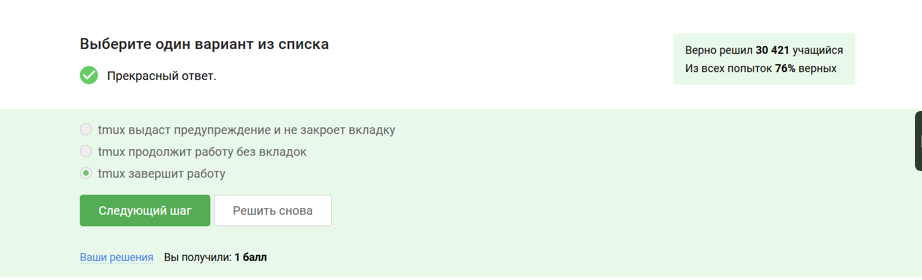 Выберите один вариант из списка
Прекрасный ответ.
Верно решил 30 421 учащийся
Из всех попыток 76% верных
tmux выдаст предупреждение и не закроет вкладку
tmux продолжит работу без вкладок
tmux завершит работу
Следующий шаг
Решить снова
Ваши решения Вы получили: 1 балл